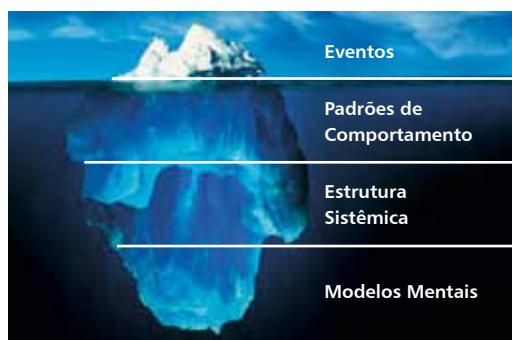 Eventos
Padrões de
Comportamento
Estrutura
Sistêmica
Modelos Mentais